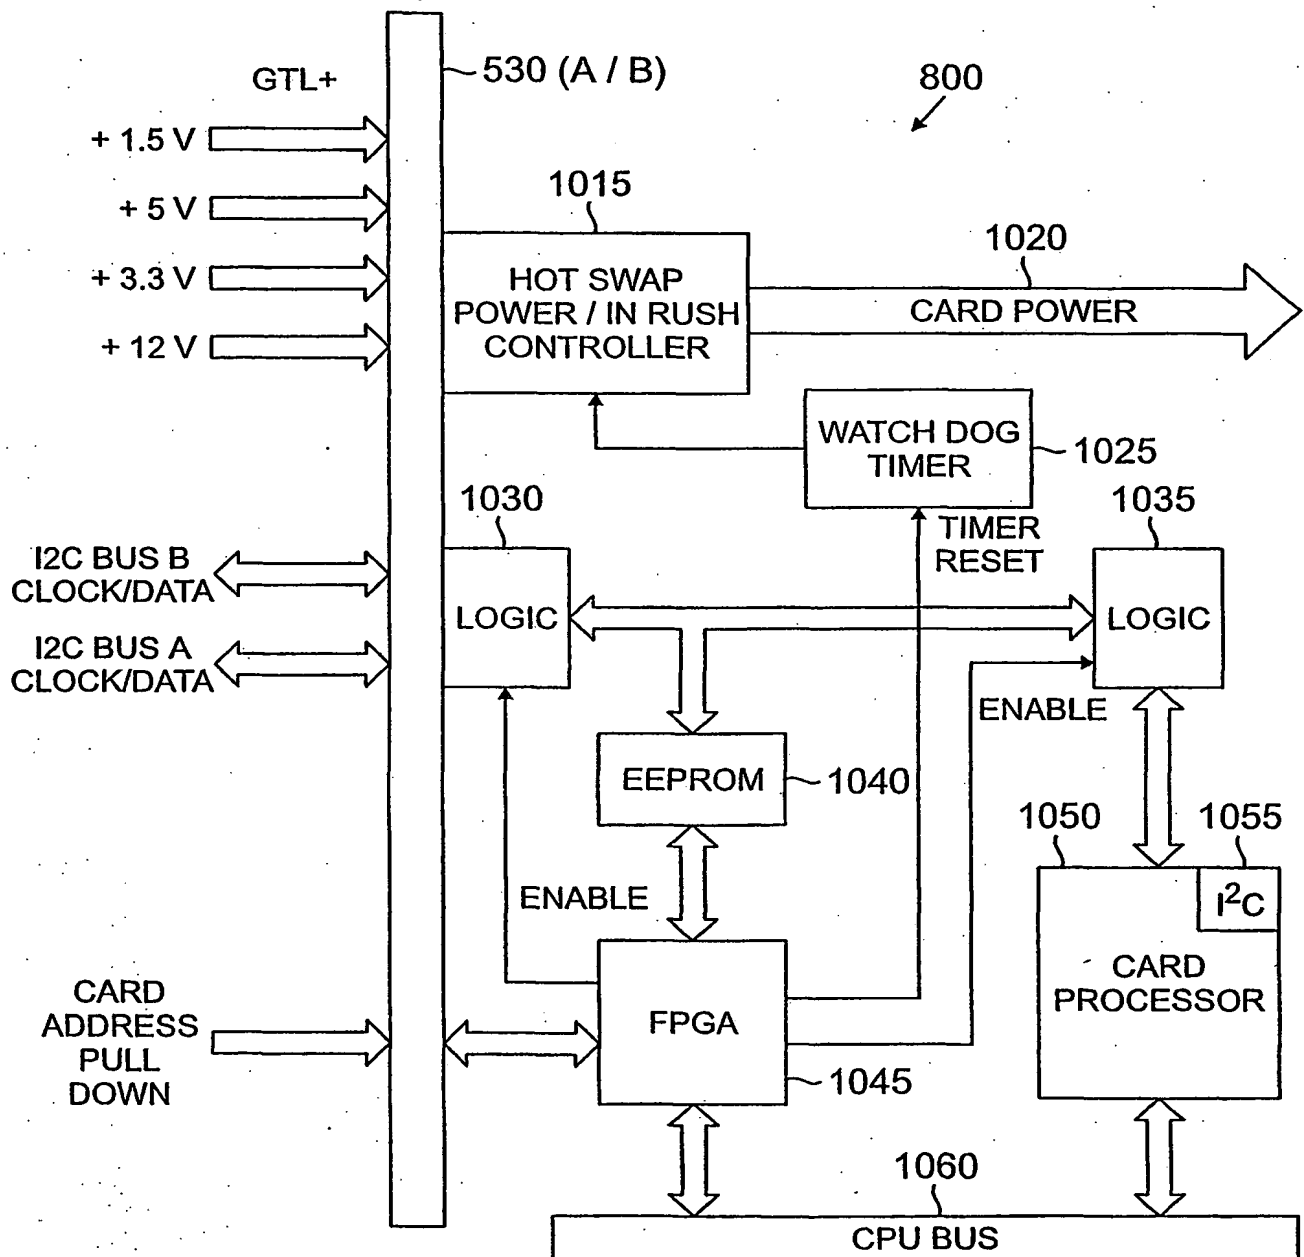 GTL+
530 (A / B)
800
+ 1.5 V
+ 5 V
+ 3.3 V
+ 12 V
1015
HOT SWAP
POWER / IN RUSH
CONTROLLER
1020
CARD POWER
WATCH DOG
TIMER
1025
TIMER
RESET
1030
LOGIC
1035
LOGIC
I2C BUS B
CLOCK/DATA
I2C BUS A
CLOCK/DATA
ENABLE
EEPROM
1040
1050
1055
I²C
CARD
PROCESSOR
ENABLE
FPGA
1045
CARD
ADDRESS
PULL
DOWN
1060
CPU BUS